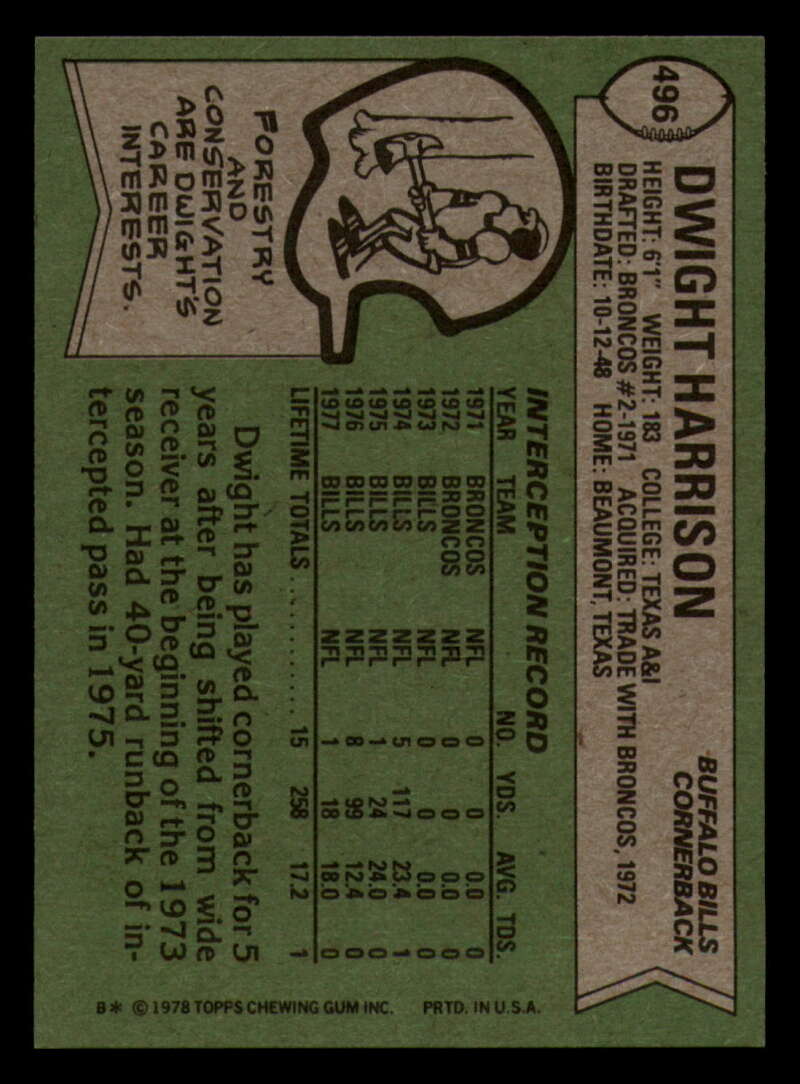 496
DWIGHT HARRISON
BUFFALO BILLS
CORNERBACK
HEIGHT: 6'1" WEIGHT: 183 COLLEGE: TEXAS A&I
DRAFTED: BRONCOS #2-1971 ACQUIRED: TRADE WITH BRONCOS, 1972
BIRTHDATE: 10-12-48 HOME: BEAUMONT, TEXAS
FORESTRY
AND
CONSERVATION
ARE DWIGHT'S
CAREER
INTERESTS.
INTERCEPTION RECORD
YEAR TEAM NO. YDS. AVG. TDS.
1971 BRONCOS NFL 0 0 0.0 0
1972 BRONCOS NFL 0 0 0.0 0
1973 BILLS NFL 0 0 0.0 0
1974 BILLS NFL 5 117 23.4 1
1975 BILLS NFL 1 24 24.0 0
1976 BILLS NFL 8 99 12.4 0
1977 BILLS NFL 1 18 18.0 0
LIFETIME TOTALS .......... 15 258 17.2 1
Dwight has played cornerback for 5
years after being shifted from wide
receiver at the beginning of the 1973
season. Had 40-yard runback of in-
tercepted pass in 1975.
B* © 1978 TOPPS CHEWING GUM INC. PRTD. IN U.S.A.